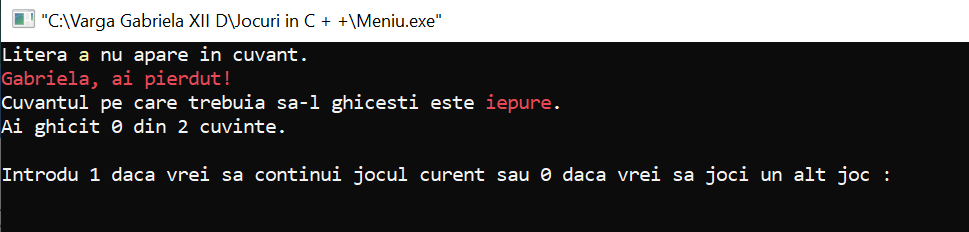 "C:\Varga Gabriela XII D\Jocuri in C + +\Meniu.exe"
Litera a nu apare in cuvant.
Gabriela, ai pierdut!
Cuvantul pe care trebuia sa-l ghicesti este iepure.
Ai ghicit 0 din 2 cuvinte.
Introdu 1 daca vrei sa continui jocul curent sau 0 daca vrei sa joci un alt joc :